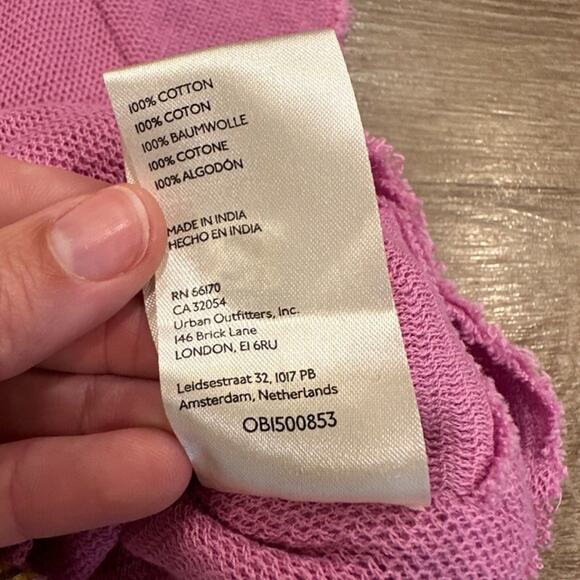 100% COTTON
100% COTON
100% BAUMWOLLE
100% COTONE
100% ALGODÓN
MADE IN INDIA
HECHO EN INDIA
RN 66170
CA 32054
Urban Outfitters, Inc.
146 Brick Lane
LONDON, E1 6RU
Leidsestraat 32, 1017 PB
Amsterdam, Netherlands
OB1500853